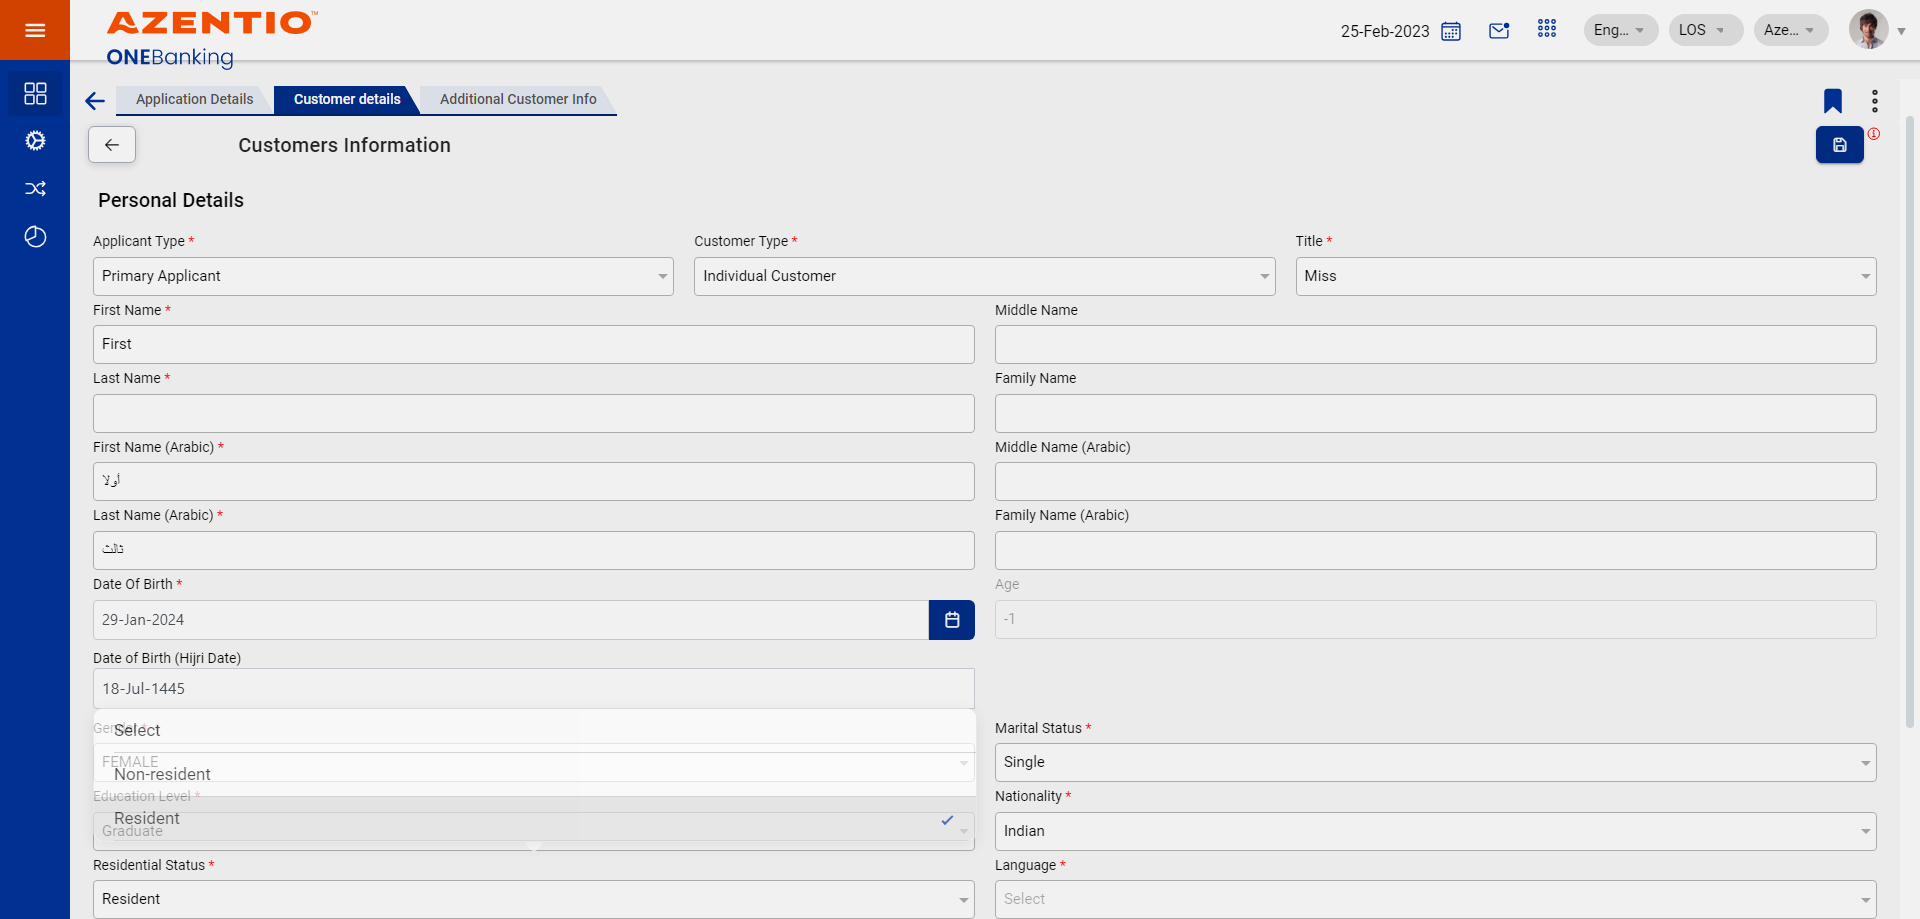 AZENTIO™
ONEBanking
25-Feb-2023
Eng...
LOS
Aze...
Application Details
Customer details
Additional Customer Info
Customers Information
Personal Details
Applicant Type *
Customer Type *
Title *
Primary Applicant
Individual Customer
Miss
First Name *
Middle Name
First
Last Name *
Family Name
First Name (Arabic) *
Middle Name (Arabic)
أولا
Last Name (Arabic) *
Family Name (Arabic)
ثالث
Date Of Birth *
Age
29-Jan-2024
-1
Date of Birth (Hijri Date)
18-Jul-1445
Gender *
Select
Marital Status *
FEMALE
Single
Non-resident
Education Level *
Nationality *
Resident
Graduate
Indian
Residential Status *
Language *
Resident
Select